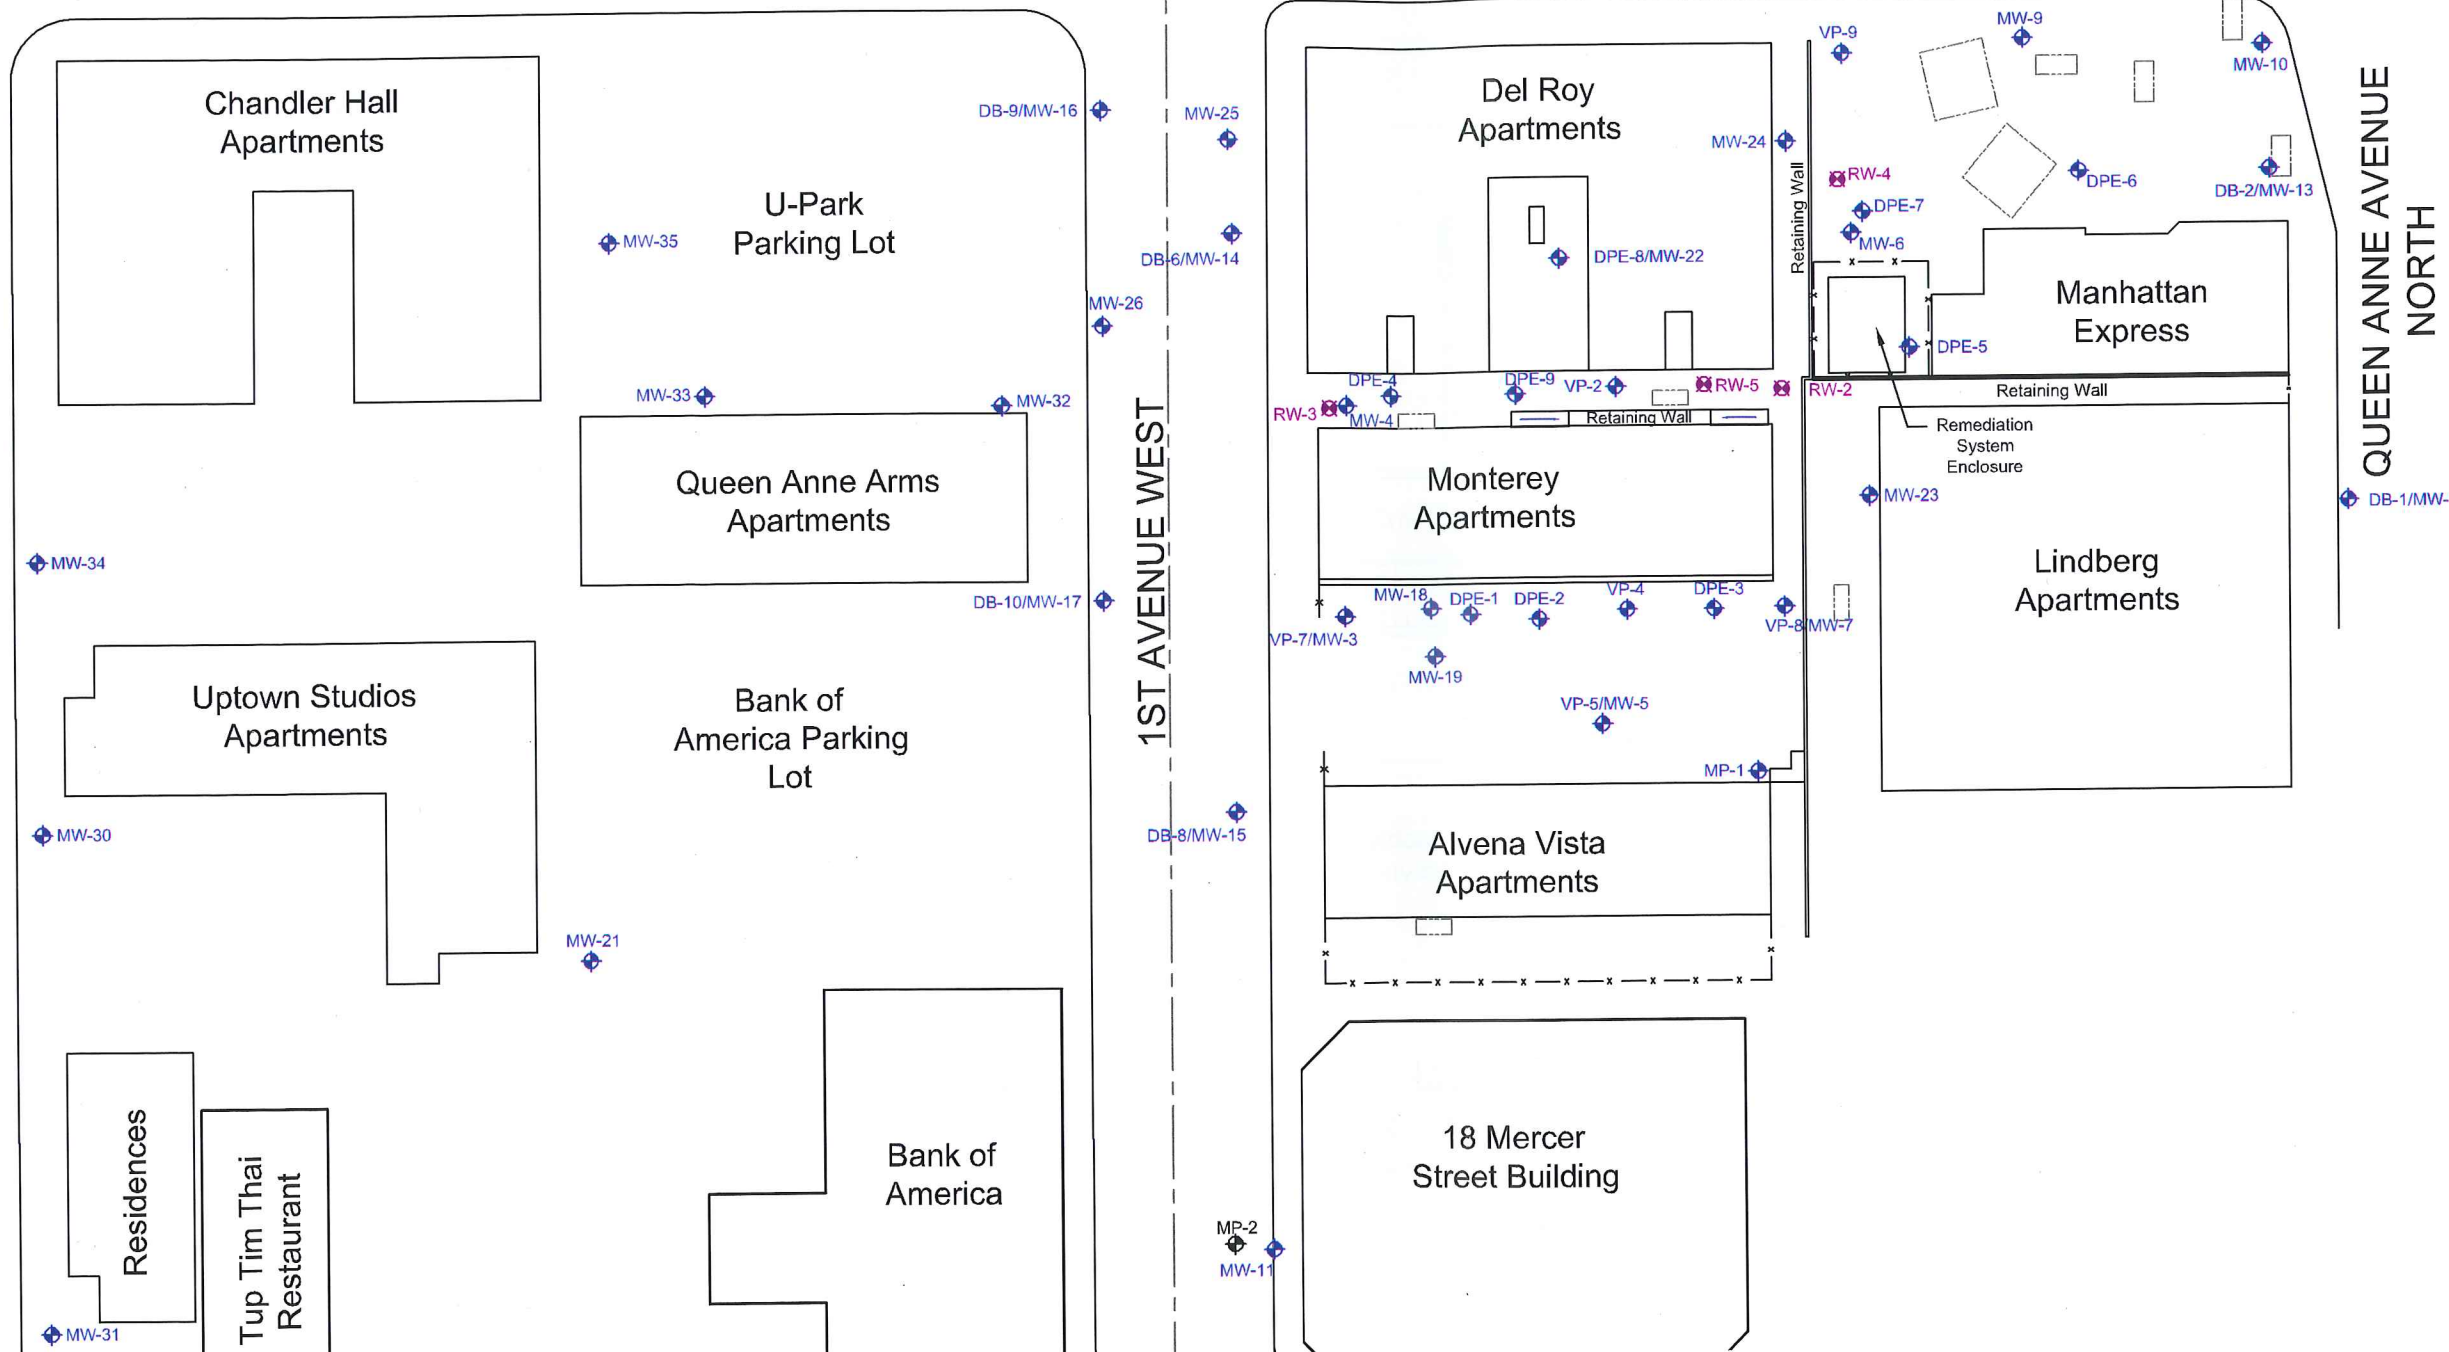 Chandler Hall
Apartments
U-Park
Parking Lot
DB-9/MW-16
MW-25
MW-35
DB-6/MW-14
MW-26
MW-33
MW-32
Queen Anne Arms
Apartments
MW-34
DB-10/MW-17
Uptown Studios
Apartments
Bank of
America Parking
Lot
MW-30
DB-8/MW-15
MW-21
Residences
Tup Tim Thai
Restaurant
Bank of
America
MW-31
MP-2
MW-11
1ST AVENUE WEST
Del Roy
Apartments
MW-24
Retaining Wall
DPE-8/MW-22
VP-9
MW-9
MW-10
RW-4
DPE-7
MW-6
DPE-6
DB-2/MW-13
Manhattan
Express
DPE-5
QUEEN ANNE AVENUE
NORTH
DPE-4
DPE-9
VP-2
RW-5
RW-2
Retaining Wall
RW-3
MW-4
Retaining Wall
Remediation
System
Enclosure
Monterey
Apartments
MW-23
DB-1/MW-
Lindberg
Apartments
MW-18
DPE-1
DPE-2
VP-4
DPE-3
VP-7/MW-3
VP-8/MW-7
MW-19
VP-5/MW-5
MP-1
Alvena Vista
Apartments
18 Mercer
Street Building